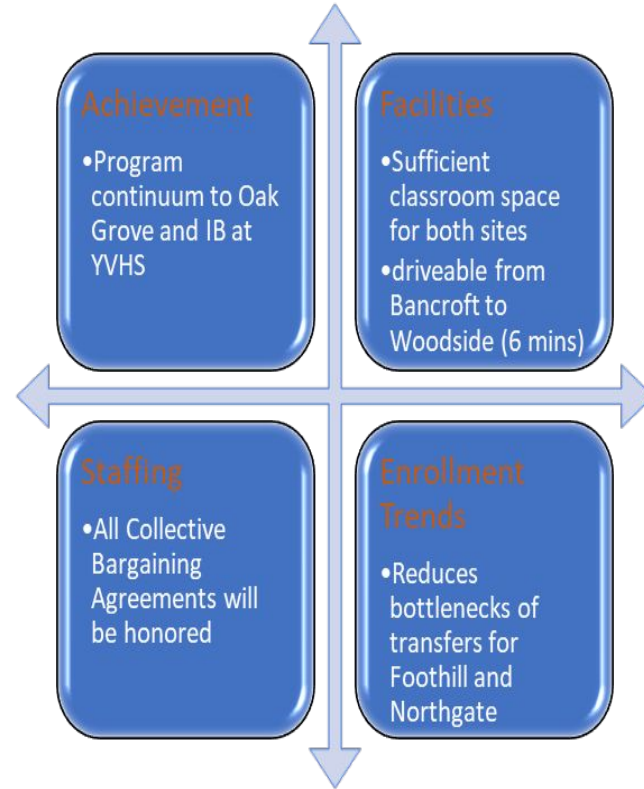 Achievement
•Program
continuum to Oak
Grove and IB at
YVHS
Facilities
•Sufficient
classroom space
for both sites
•driveable from
Bancroft to
Woodside (6 mins)
Staffing
•All Collective
Bargaining
Agreements will
be honored
Enrollment
Trends
•Reduces
bottlenecks of
transfers for
Foothill and
Northgate